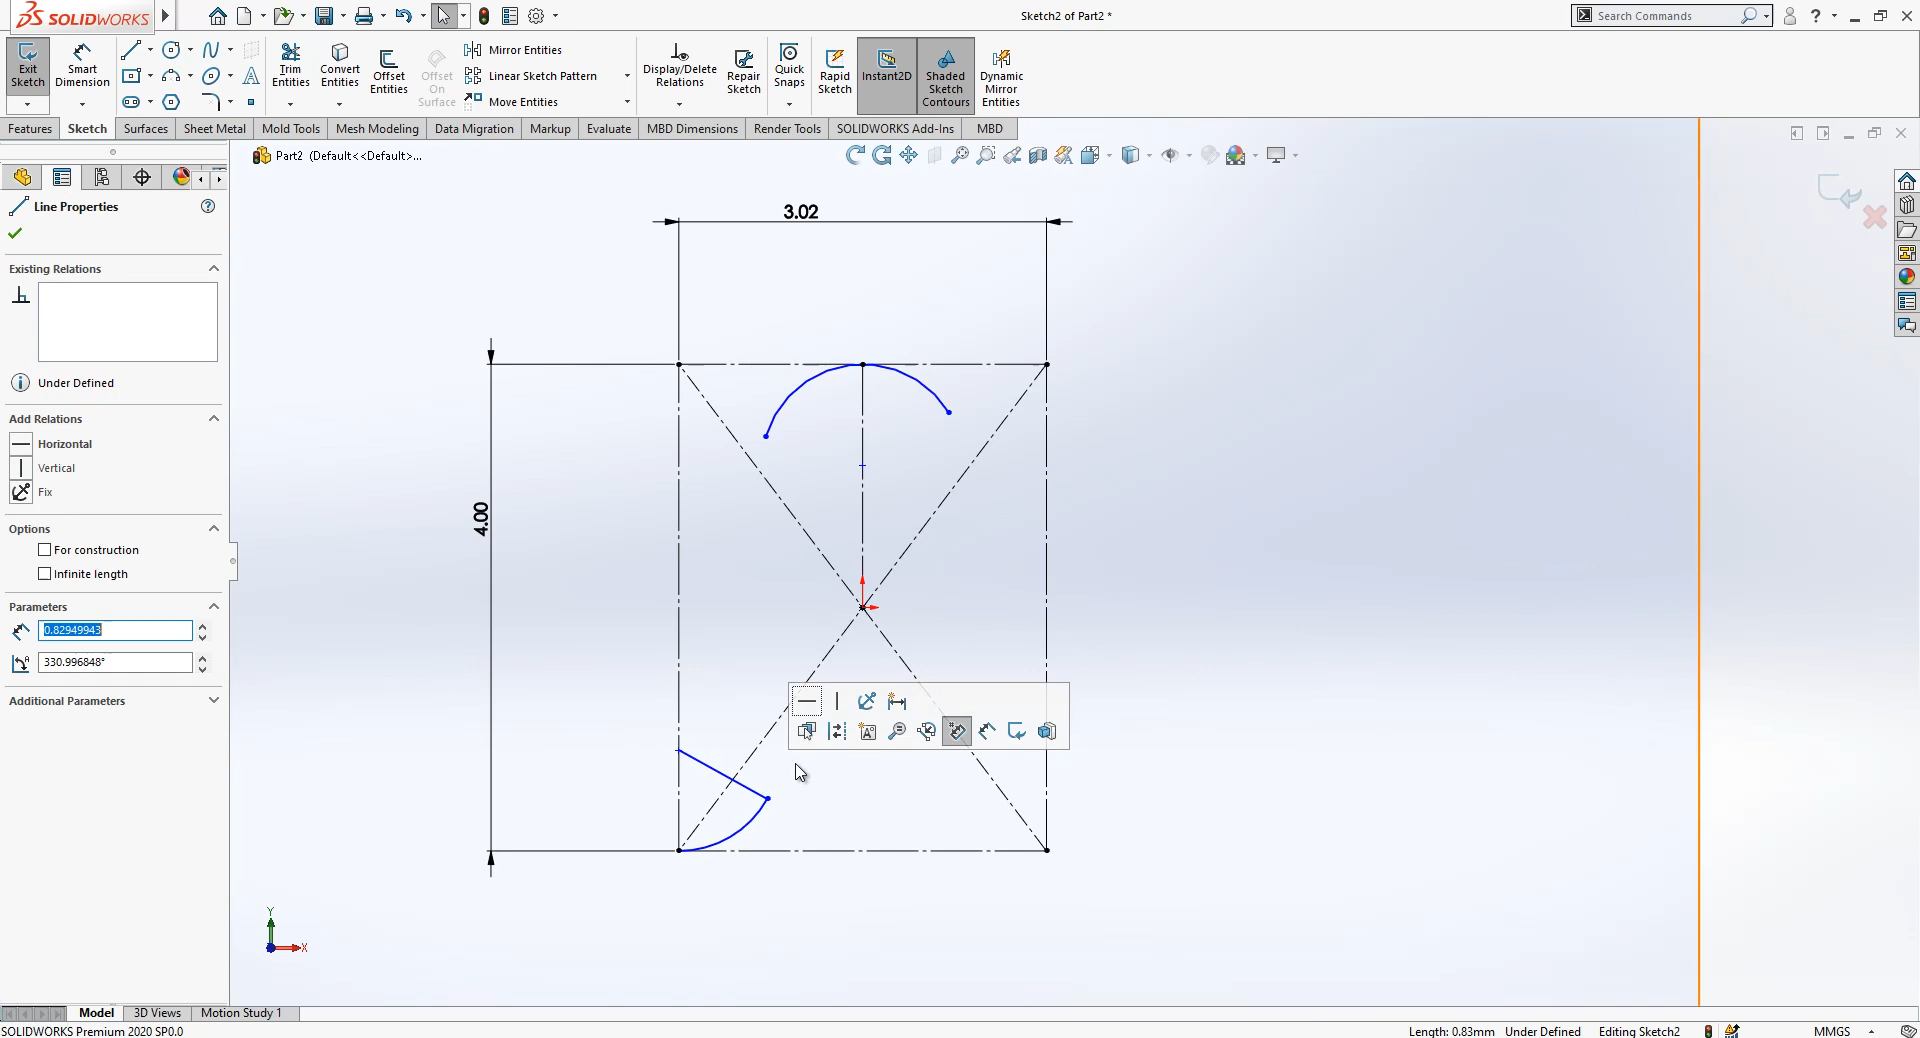 SOLIDWORKS
Sketch2 of Part2 *
Search Commands
Exit Sketch
Smart Dimension
Trim Entities
Convert Entities
Offset Entities
Offset On Surface
Mirror Entities
Linear Sketch Pattern
Move Entities
Display/Delete Relations
Repair Sketch
Quick Snaps
Rapid Sketch
Instant2D
Shaded Sketch Contours
Dynamic Mirror Entities
Features Sketch Surfaces Sheet Metal Mold Tools Mesh Modeling Data Migration Markup Evaluate MBD Dimensions Render Tools SOLIDWORKS Add-Ins MBD
Part2 (Default<<Default>...
Line Properties
Existing Relations
Under Defined
Add Relations
Horizontal
Vertical
Fix
Options
For construction
Infinite length
Parameters
0.82949943
330.996848°
Additional Parameters
3.02
4.00
Y
X
Model 3D Views Motion Study 1
SOLIDWORKS Premium 2020 SP0.0
Length: 0.83mm Under Defined Editing Sketch2 MMGS